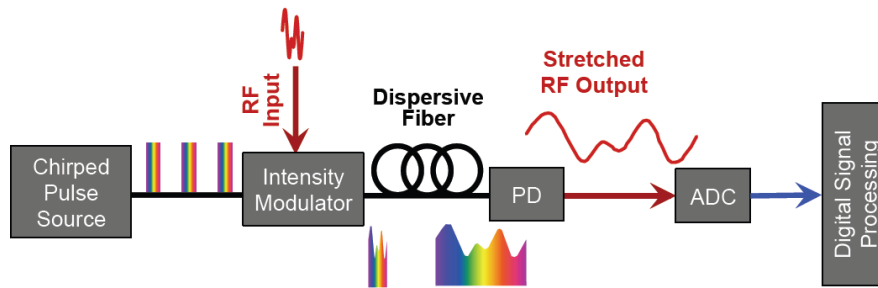 Chirped
Pulse
Source
RF
Input
Intensity
Modulator
Dispersive
Fiber
PD
Stretched
RF Output
ADC
Digital Signal
Processing